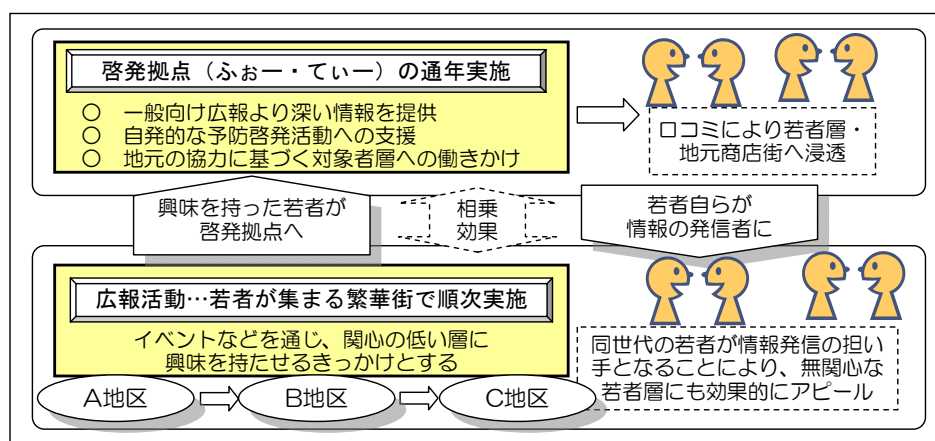 啓発拠点（ふぉー・てぃー）の通年実施
○　一般向け広報より深い情報を提供
○　自発的な予防啓発活動への支援
○　地元の協力に基づく対象者層への働きかけ
口コミにより若者層・
地元商店街へ浸透
興味を持った若者が
啓発拠点へ
相乗
効果
若者自らが
情報の発信者に
広報活動…若者が集まる繁華街で順次実施
イベントなどを通じ、関心の低い層に
興味を持たせるきっかけとする
A地区
B地区
C地区
同世代の若者が情報発信の担い
手となることにより、無関心な
若者層にも効果的にアピール